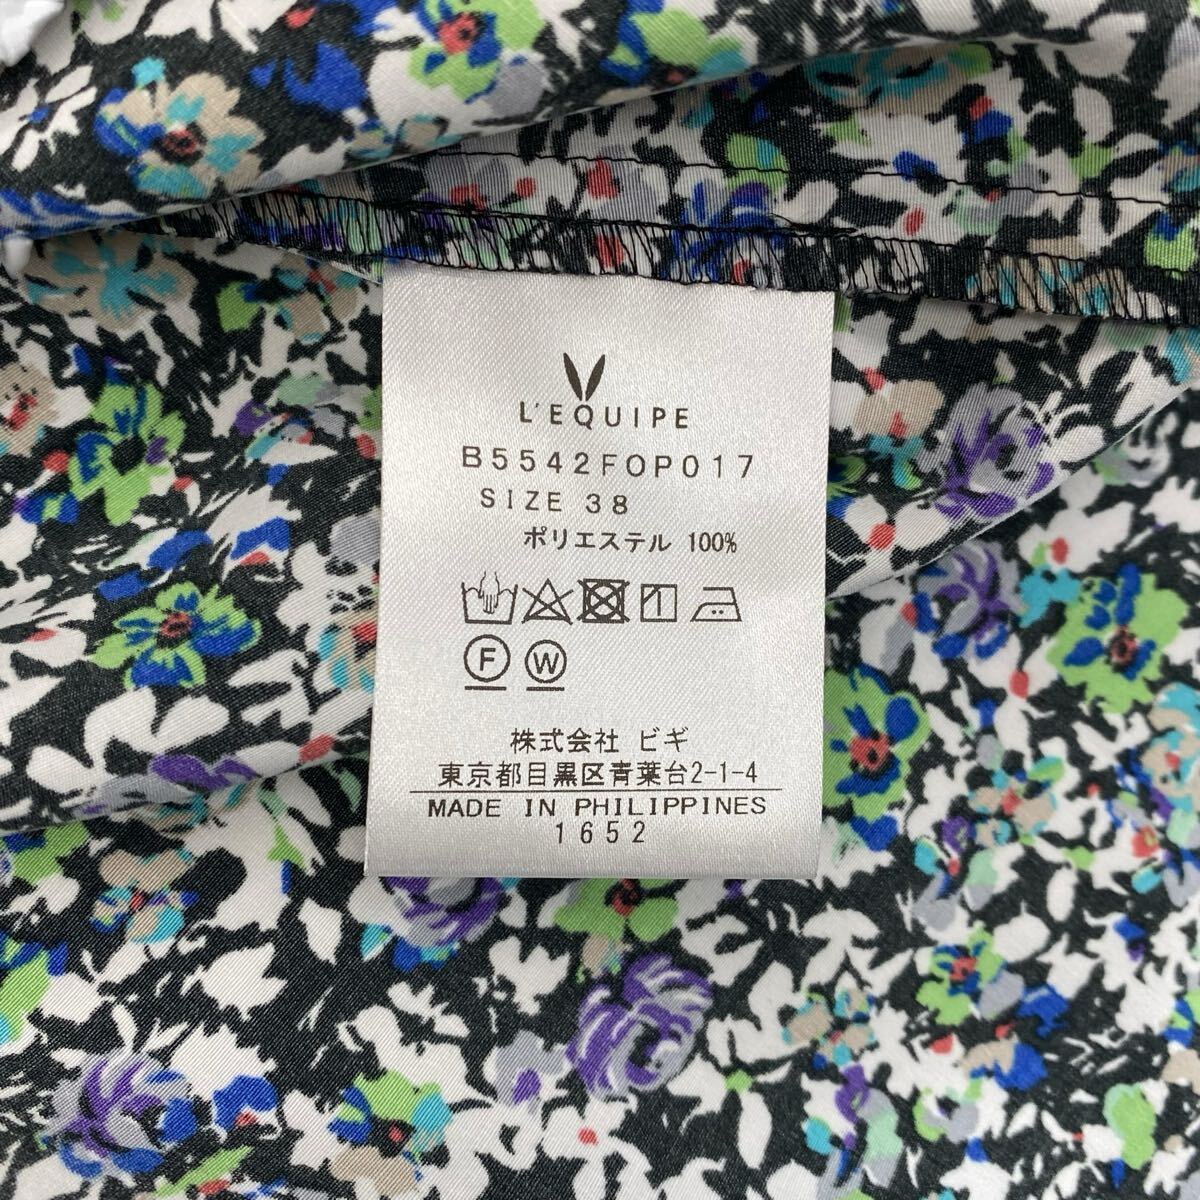 L'EQUIPE
B5542FOP017
SIZE 38
ポリエステル 100%
F W
株式会社 ビギ
東京都目黒区青葉台2-1-4
MADE IN PHILIPPINES
1652